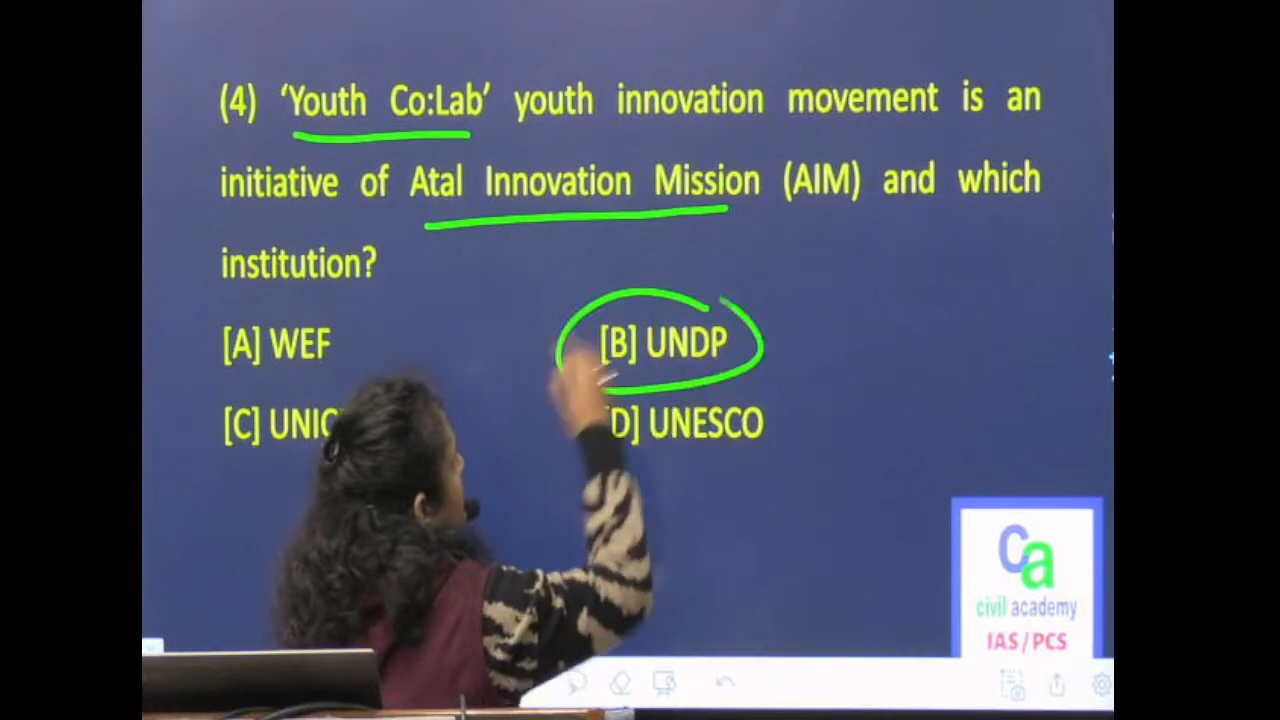 (4) ‘Youth Co:Lab’ youth innovation movement is an
initiative of Atal Innovation Mission (AIM) and which
institution?
[A] WEF [B] UNDP
[C] [D] UNESCO
ca
civil academy
IAS/PCS